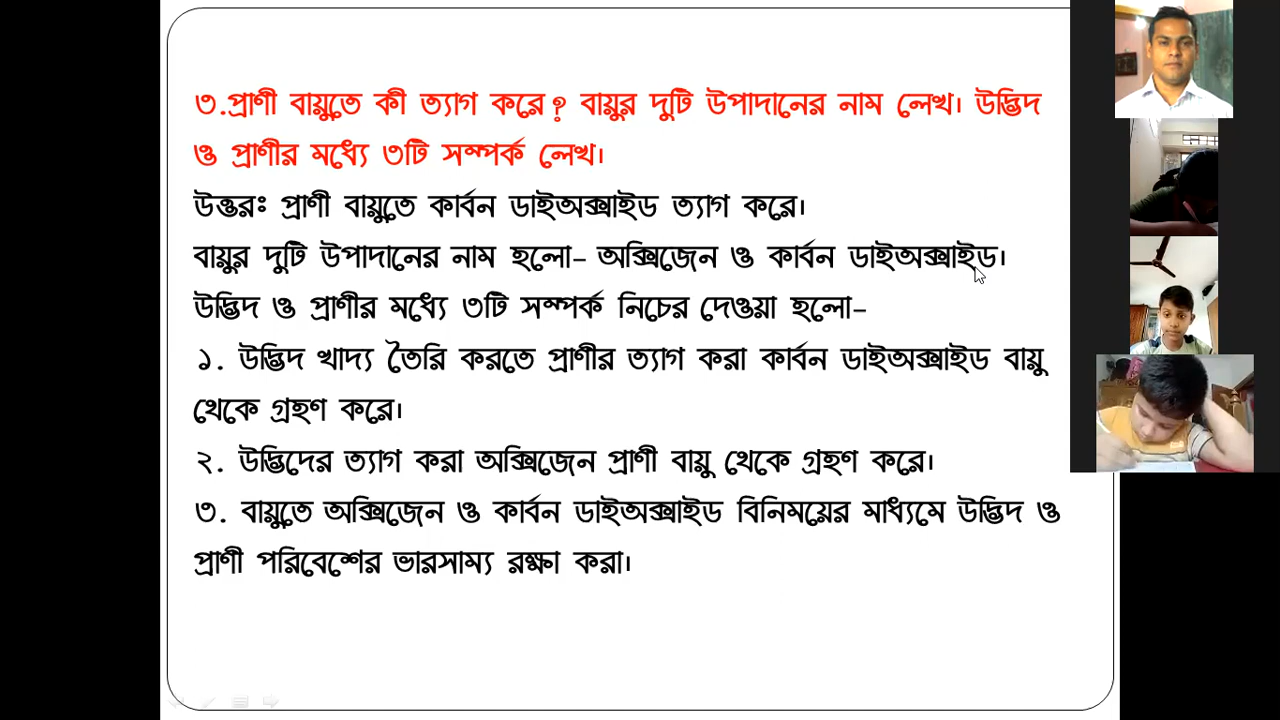 ৩.প্রাণী বায়ুতে কী ত্যাগ করে? বায়ুর দুটি উপাদানের নাম লেখ। উদ্ভিদ
ও প্রাণীর মধ্যে ৩টি সম্পর্ক লেখ।
উত্তরঃ প্রাণী বায়ুতে কার্বন ডাইঅক্সাইড ত্যাগ করে।
বায়ুর দুটি উপাদানের নাম হলো- অক্সিজেন ও কার্বন ডাইঅক্সাইড।
উদ্ভিদ ও প্রাণীর মধ্যে ৩টি সম্পর্ক নিচের দেওয়া হলো-
১. উদ্ভিদ খাদ্য তৈরি করতে প্রাণীর ত্যাগ করা কার্বন ডাইঅক্সাইড বায়ু
থেকে গ্রহণ করে।
২. উদ্ভিদের ত্যাগ করা অক্সিজেন প্রাণী বায়ু থেকে গ্রহণ করে।
৩. বায়ুতে অক্সিজেন ও কার্বন ডাইঅক্সাইড বিনিময়ের মাধ্যমে উদ্ভিদ ও
প্রাণী পরিবেশের ভারসাম্য রক্ষা করা।